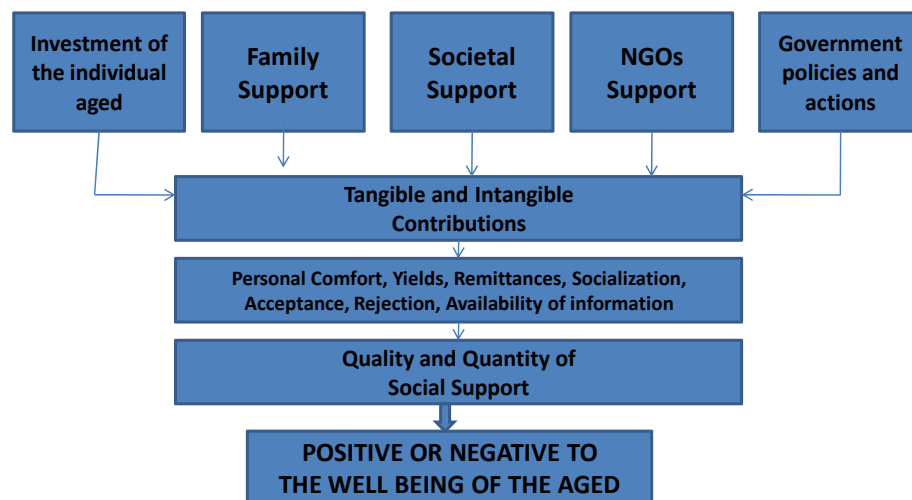 Investment of
the individual
aged
Family
Support
Societal
Support
NGOs
Support
Government
policies and
actions
Tangible and Intangible
Contributions
Personal Comfort, Yields, Remittances, Socialization,
Acceptance, Rejection, Availability of information
Quality and Quantity of
Social Support
POSITIVE OR NEGATIVE TO
THE WELL BEING OF THE AGED